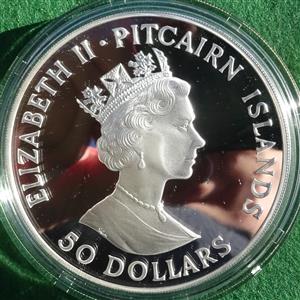 ELIZABETH II · PITCAIRN ISLANDS
50 DOLLARS